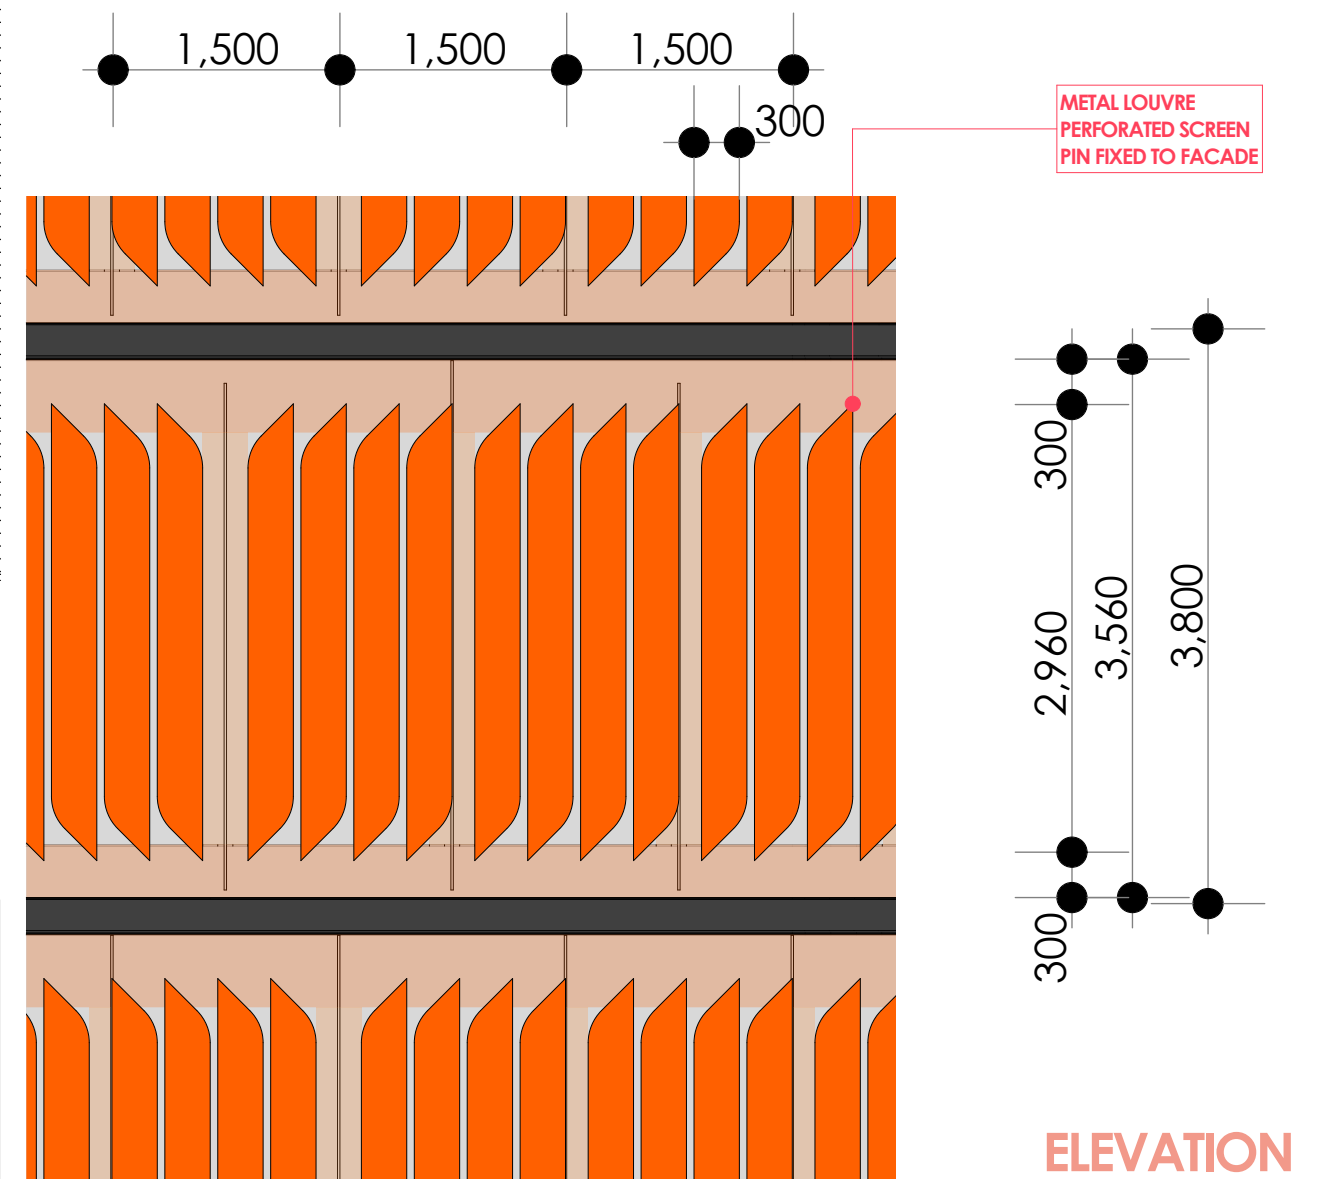 1,500
1,500
1,500
300
METAL LOUVRE
PERFORATED SCREEN
PIN FIXED TO FACADE
300
2,960
3,560
3,800
300
ELEVATION